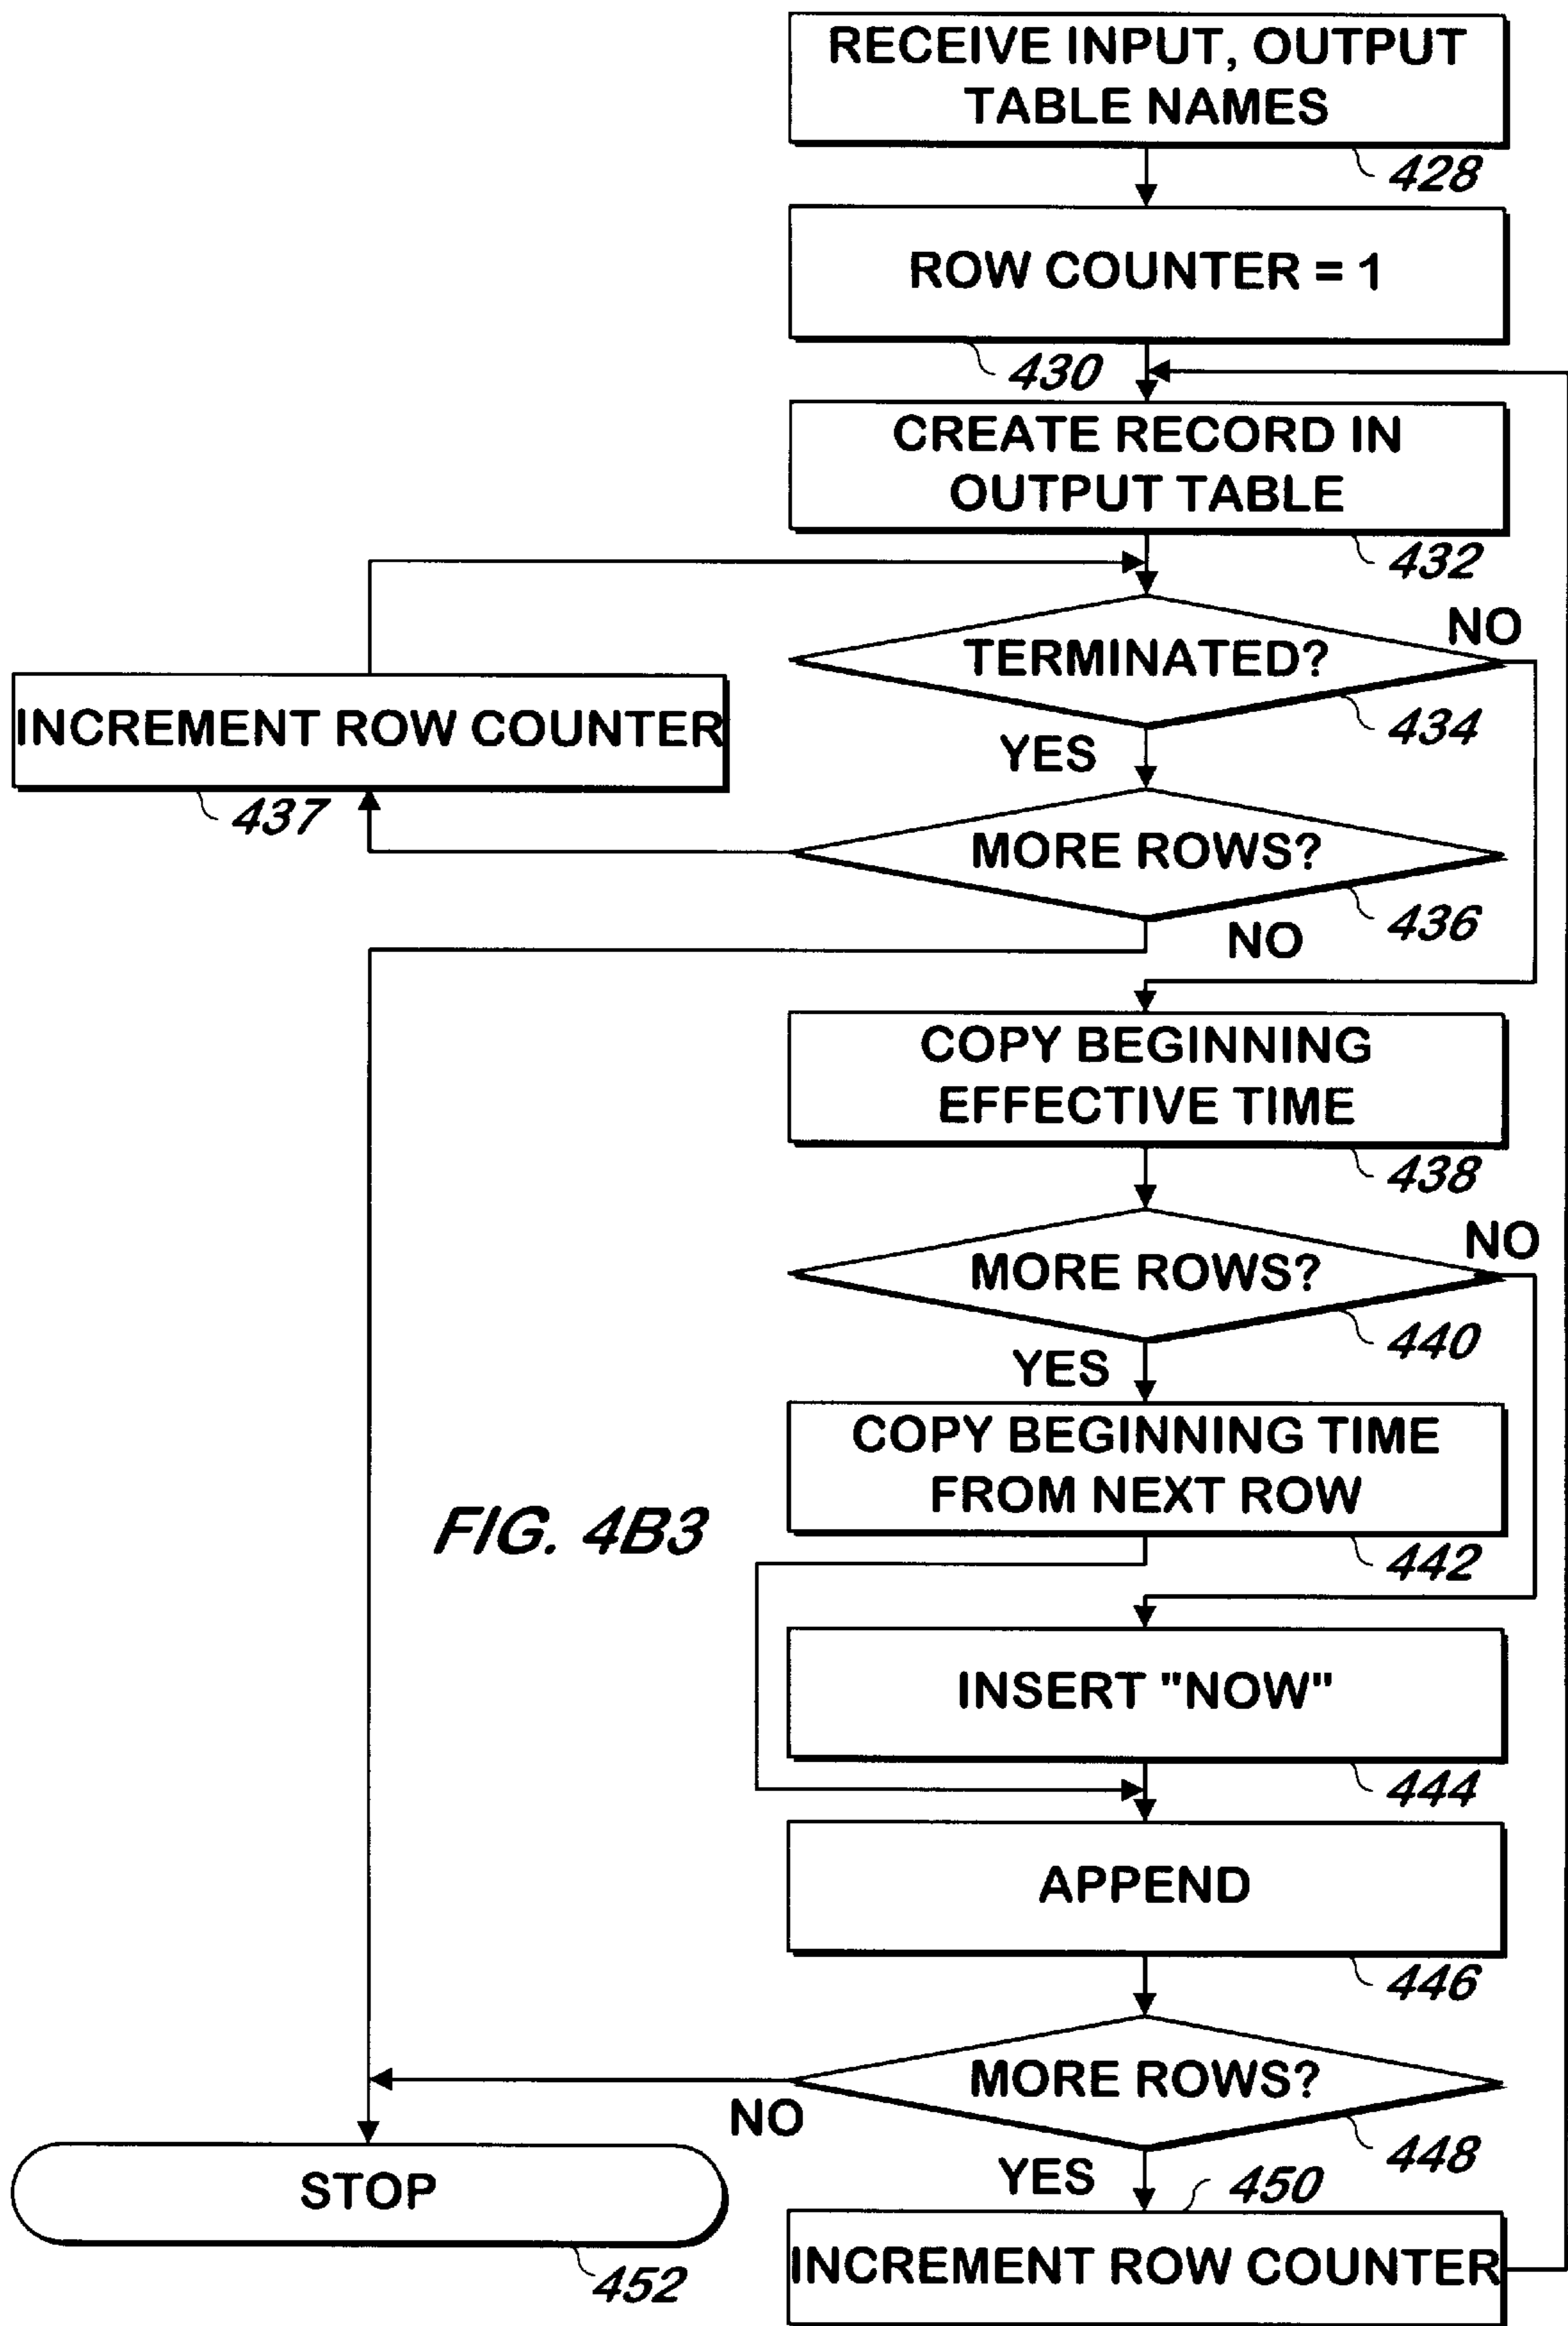 RECEIVE INPUT, OUTPUT
TABLE NAMES
428
ROW COUNTER = 1
430
CREATE RECORD IN
OUTPUT TABLE
432
TERMINATED?
NO
434
YES
INCREMENT ROW COUNTER
437
MORE ROWS?
436
NO
COPY BEGINNING
EFFECTIVE TIME
438
MORE ROWS?
NO
440
YES
COPY BEGINNING TIME
FROM NEXT ROW
442
FIG. 4B3
INSERT "NOW"
444
APPEND
446
MORE ROWS?
NO
448
YES
450
STOP
452
INCREMENT ROW COUNTER